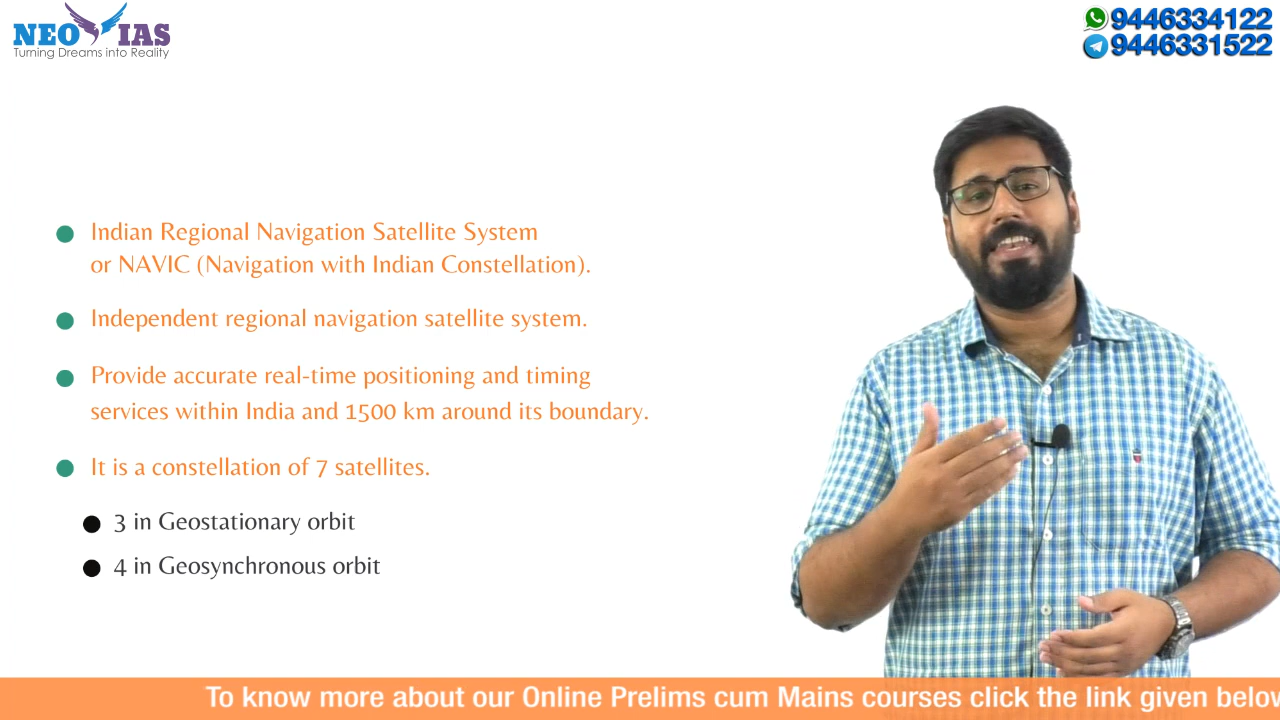 NEO IAS
Turning Dreams into Reality
9446334122
9446331522
Indian Regional Navigation Satellite System
or NAVIC (Navigation with Indian Constellation).
Independent regional navigation satellite system.
Provide accurate real-time positioning and timing
services within India and 1500 km around its boundary.
It is a constellation of 7 satellites.
3 in Geostationary orbit
4 in Geosynchronous orbit
To know more about our Online Prelims cum Mains courses click the link given below